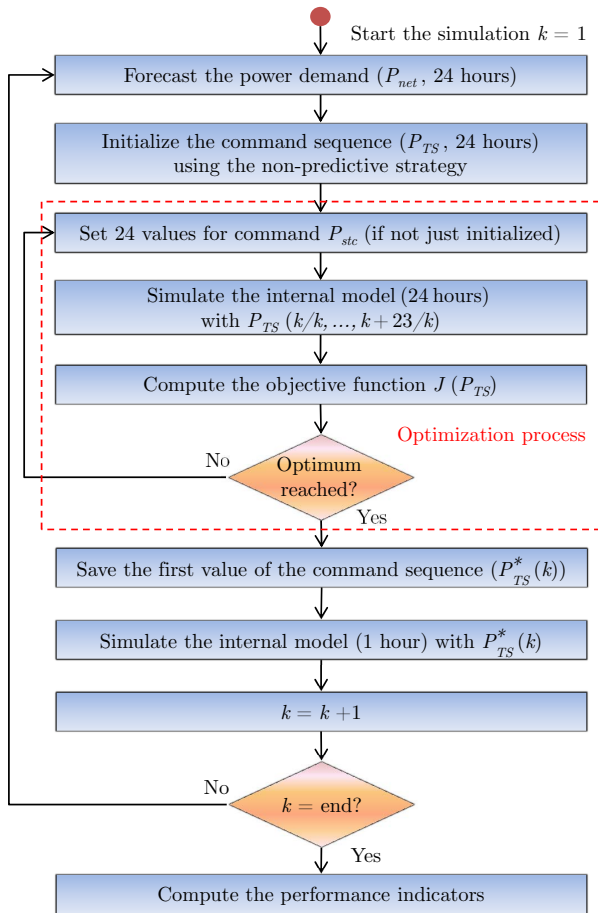 Start the simulation k = 1
Forecast the power demand (P_net, 24 hours)
Initialize the command sequence (P_TS, 24 hours)
using the non-predictive strategy
Set 24 values for command P_stc (if not just initialized)
Simulate the internal model (24 hours)
with P_TS (k/k, ..., k + 23/k)
Compute the objective function J (P_TS)
Optimization process
No
Optimum
reached?
Yes
Save the first value of the command sequence (P*_TS(k))
Simulate the internal model (1 hour) with P*_TS(k)
k = k +1
No
k = end?
Yes
Compute the performance indicators